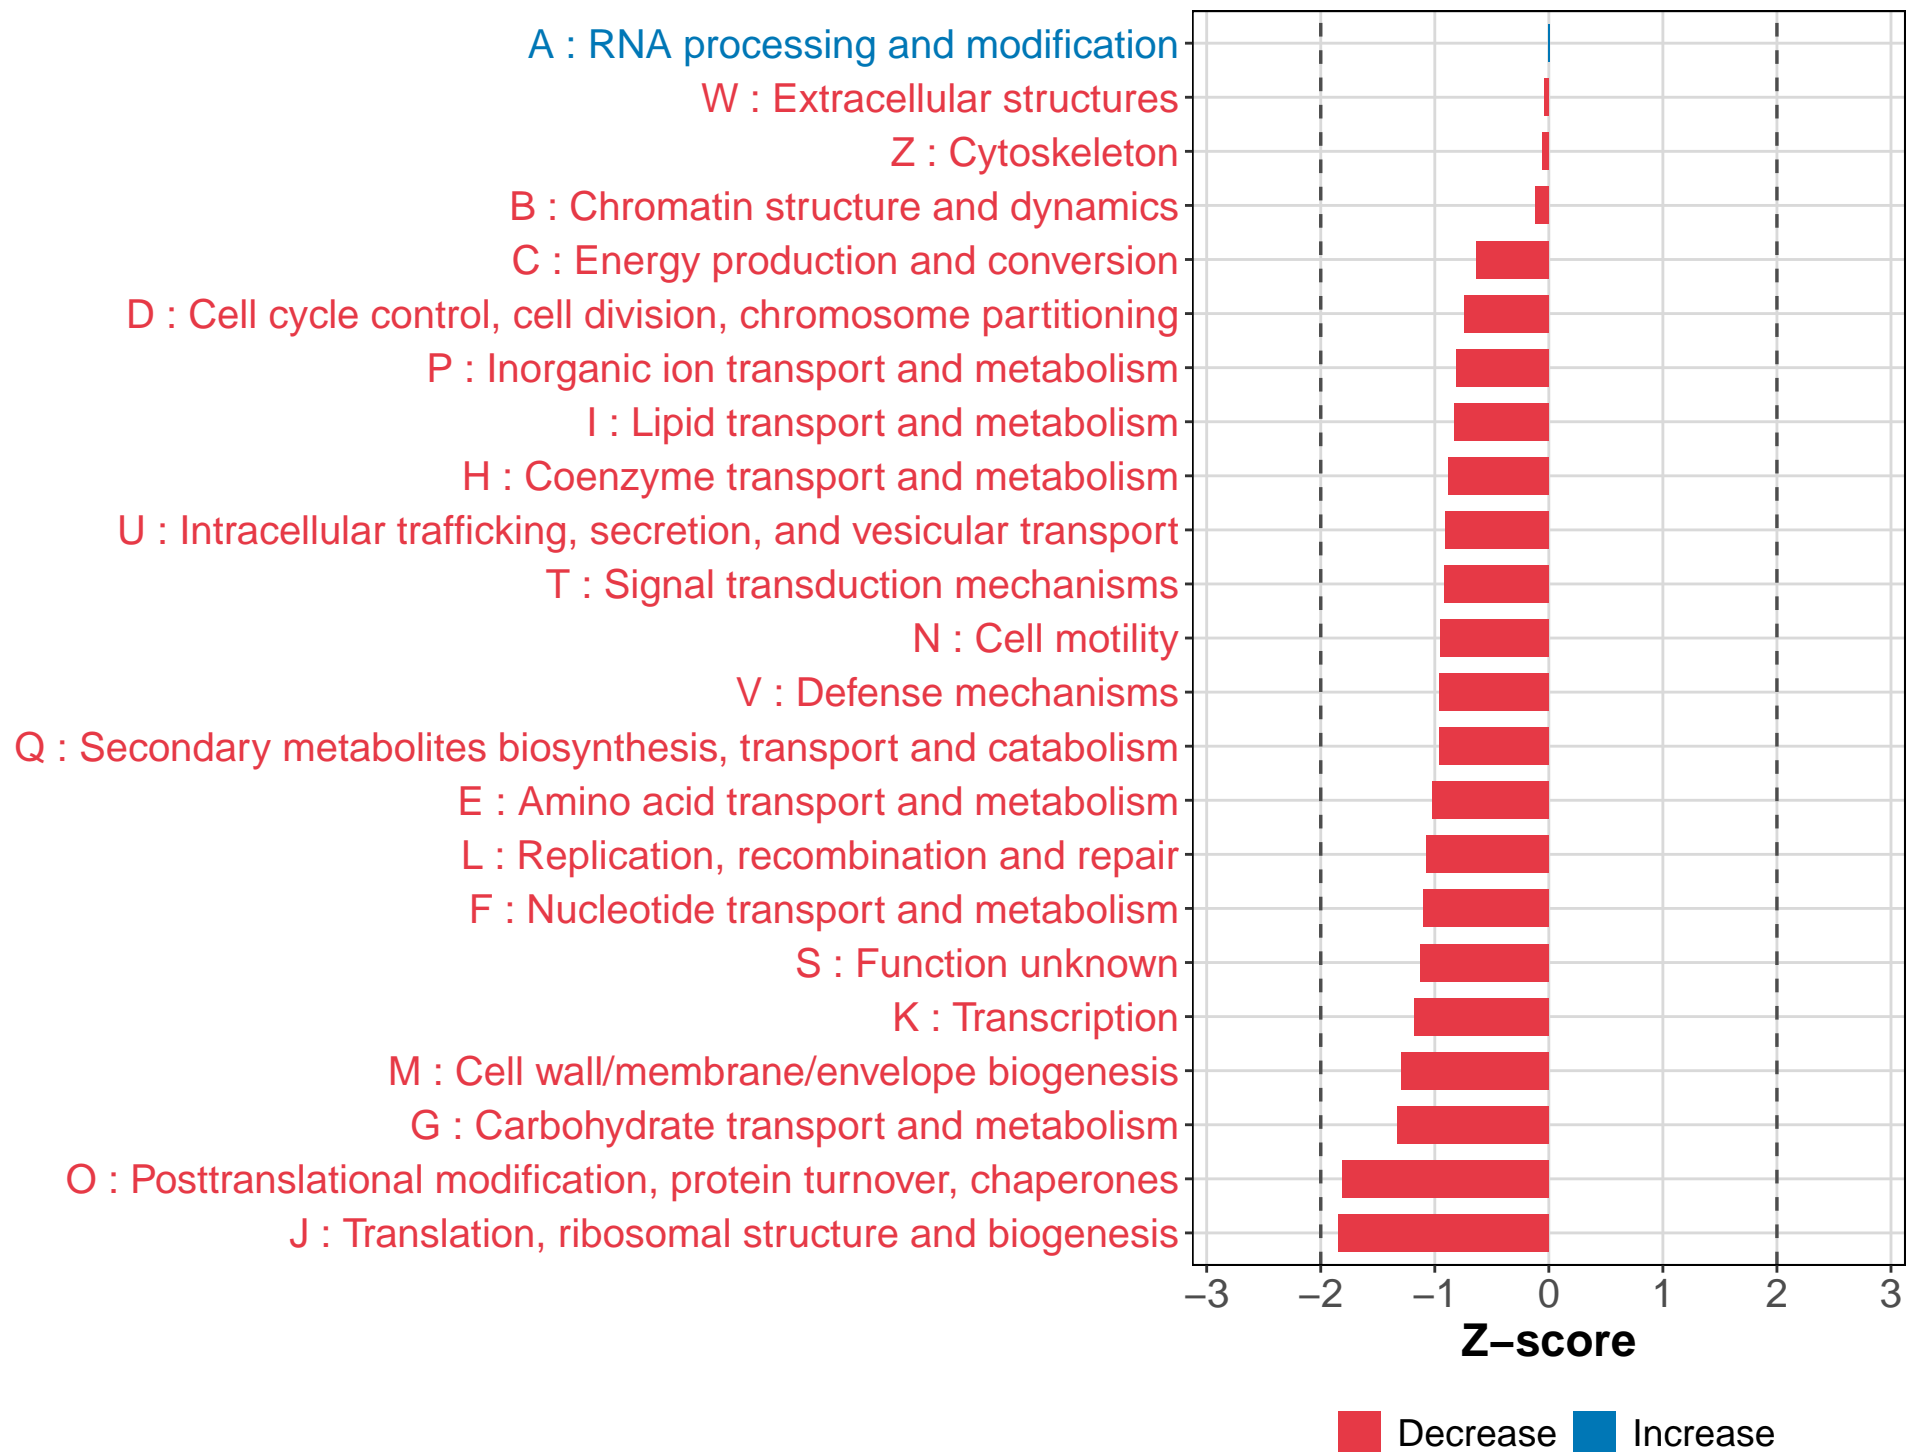 A : RNA processing and modification
W : Extracellular structures
Z : Cytoskeleton
B : Chromatin structure and dynamics
C : Energy production and conversion
D : Cell cycle control, cell division, chromosome partitioning
P : Inorganic ion transport and metabolism
I : Lipid transport and metabolism
H : Coenzyme transport and metabolism
U : Intracellular trafficking, secretion, and vesicular transport
T : Signal transduction mechanisms
N : Cell motility
V : Defense mechanisms
Q : Secondary metabolites biosynthesis, transport and catabolism
E : Amino acid transport and metabolism
L : Replication, recombination and repair
F : Nucleotide transport and metabolism
S : Function unknown
K : Transcription
M : Cell wall/membrane/envelope biogenesis
G : Carbohydrate transport and metabolism
O : Posttranslational modification, protein turnover, chaperones
J : Translation, ribosomal structure and biogenesis
−3 −2 −1 0 1 2 3
Z−score
Decrease Increase